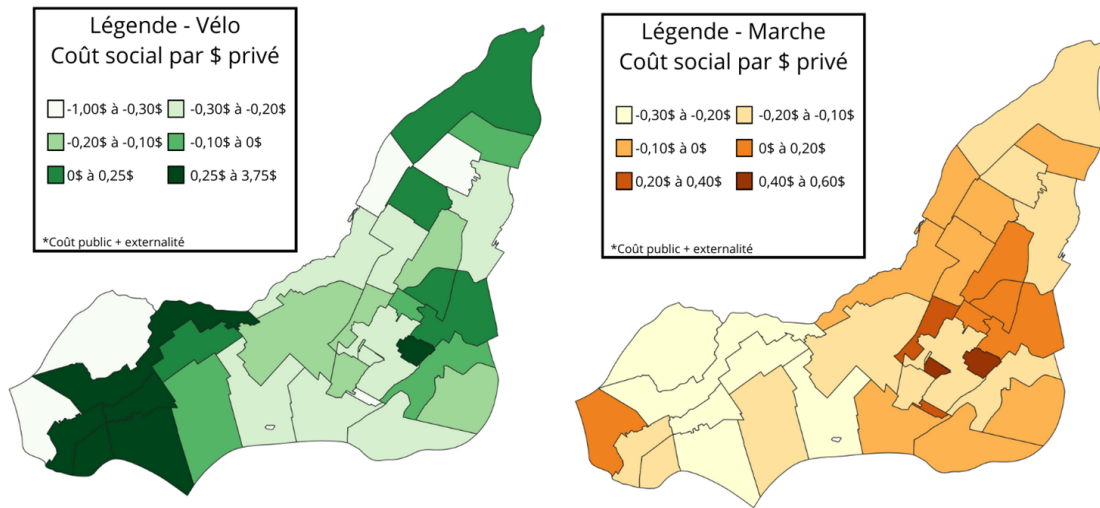 Légende - Vélo
Coût social par $ privé
-1,00$ à -0,30$
-0,30$ à -0,20$
-0,20$ à -0,10$
-0,10$ à 0$
0$ à 0,25$
0,25$ à 3,75$
*Coût public + externalité
Légende - Marche
Coût social par $ privé
-0,30$ à -0,20$
-0,20$ à -0,10$
-0,10$ à 0$
0$ à 0,20$
0,20$ à 0,40$
0,40$ à 0,60$
*Coût public + externalité